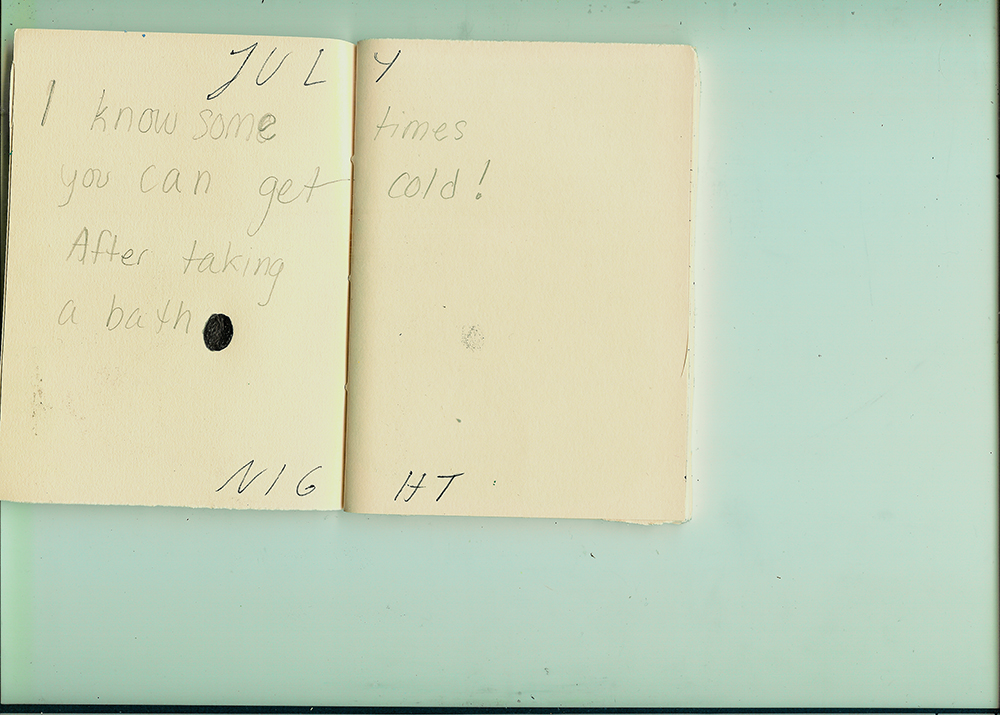 JULY
I know some times
you can get cold!
After taking
a bath
NIGHT